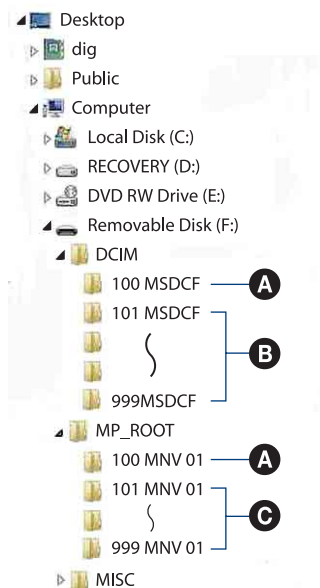 Desktop
dig
Public
Computer
Local Disk (C:)
RECOVERY (D:)
DVD RW Drive (E:)
Removable Disk (F:)
DCIM
100 MSDCF A
101 MSDCF
B
999MSDCF
MP_ROOT
100 MNV 01 A
101 MNV 01
C
999 MNV 01
MISC